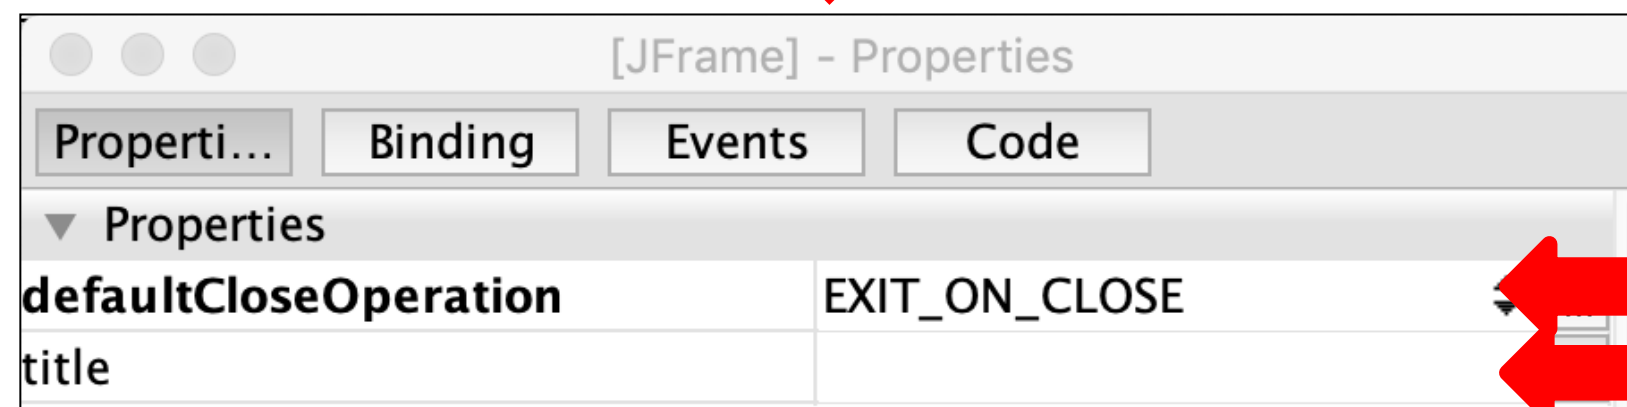 [JFrame] - Properties
Properti... Binding Events Code
Properties
defaultCloseOperation EXIT_ON_CLOSE
title